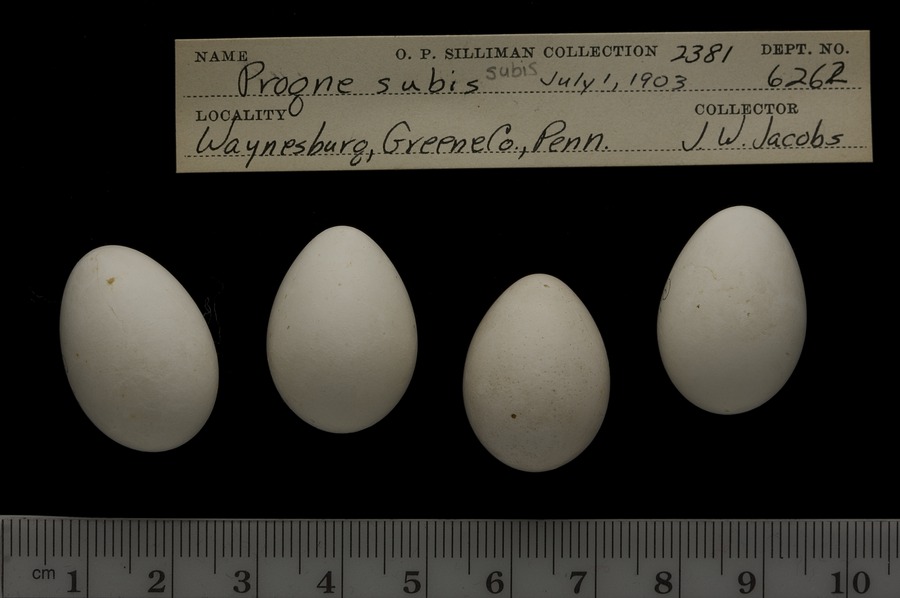 NAME O. P. SILLIMAN COLLECTION 2381 DEPT. NO.
Progne subis subis July 1, 1903 6262
LOCALITY COLLECTOR
Waynesburg, Greene Co., Penn. J. W. Jacobs
cm 1 2 3 4 5 6 7 8 9 10